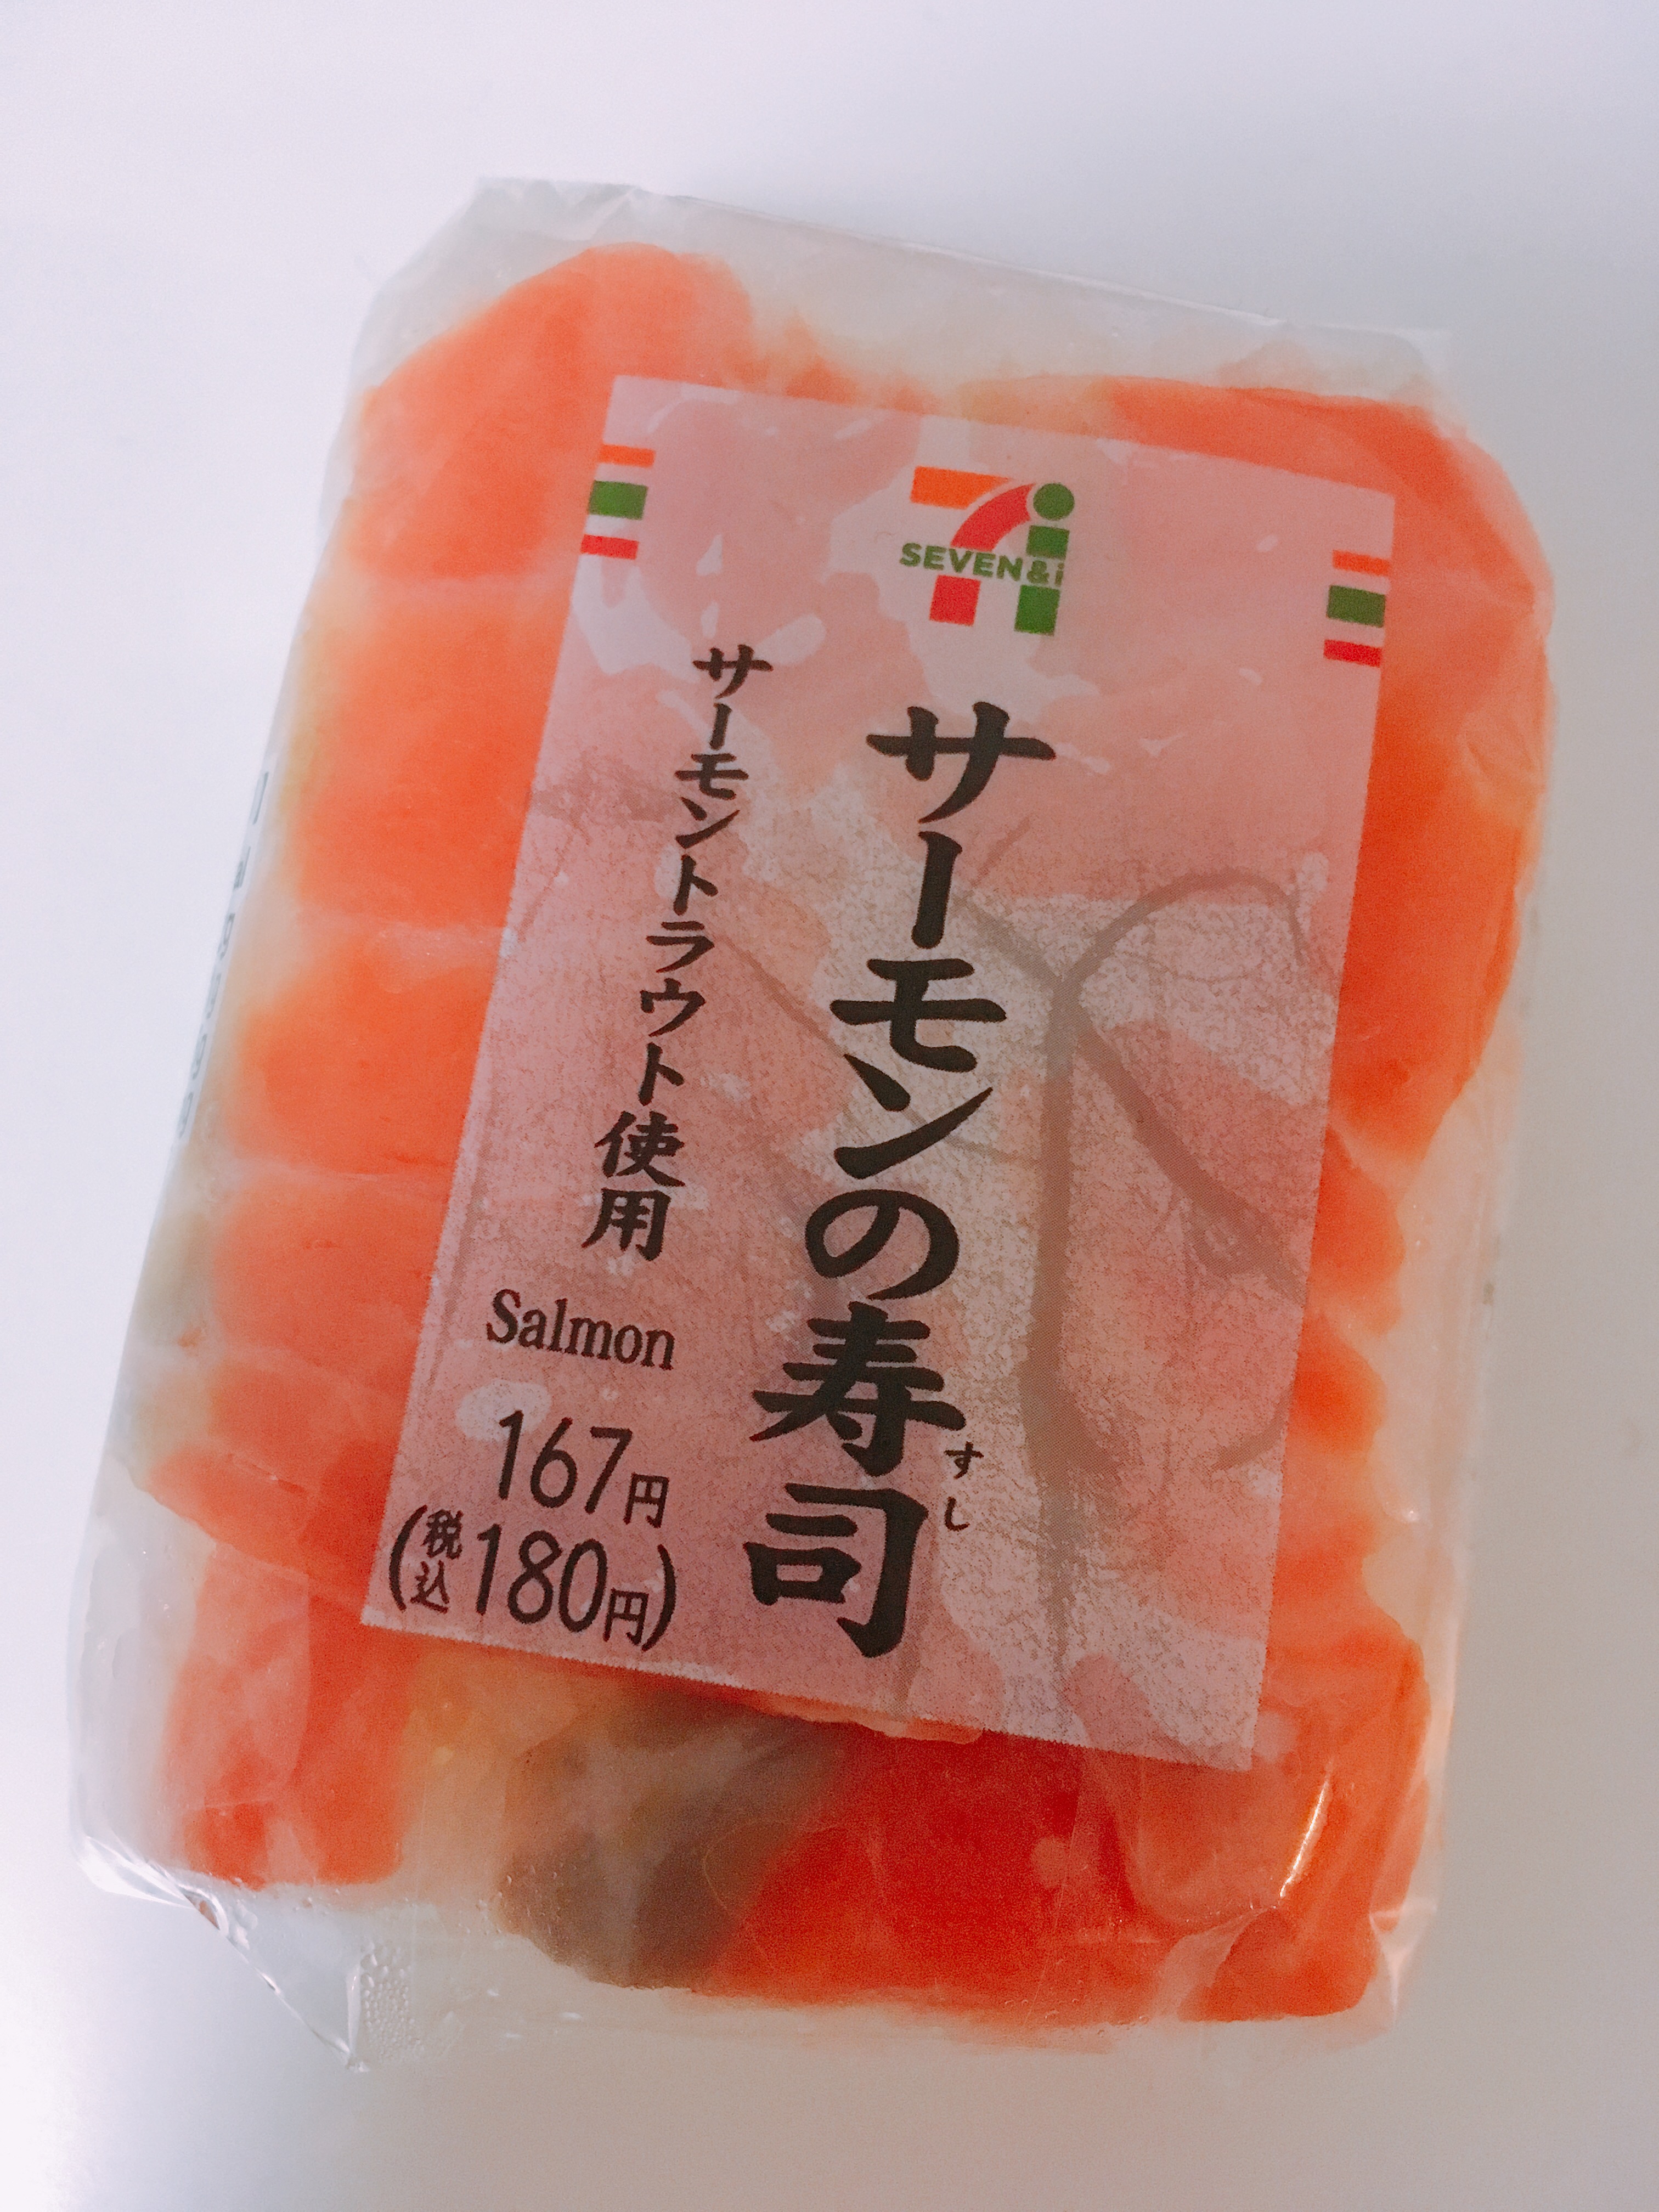 SEVEN&i
サーモンの寿司
すし
サーモントラウト使用
Salmon
167円
(税込180円)